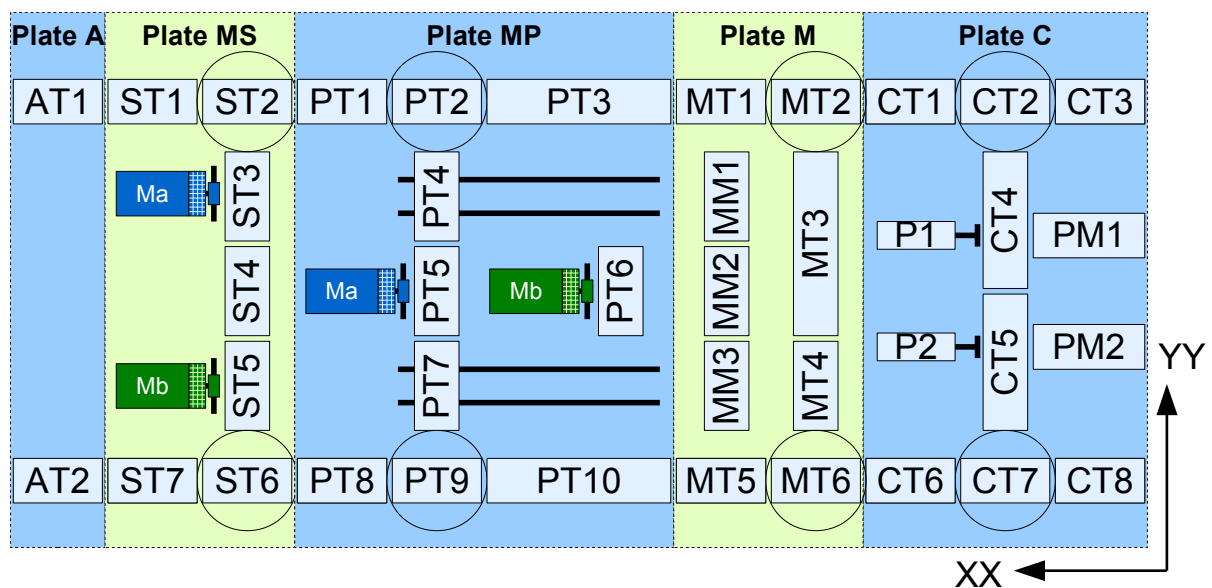 Plate A Plate MS Plate MP Plate M Plate C
AT1 ST1 ST2 PT1 PT2 PT3 MT1 MT2 CT1 CT2 CT3
Ma ST3 PT4 MM1 MT3 P1 CT4 PM1
ST4 Ma PT5 Mb PT6 MM2
Mb ST5 PT7 MM3 MT4 P2 CT5 PM2 YY
AT2 ST7 ST6 PT8 PT9 PT10 MT5 MT6 CT6 CT7 CT8
XX